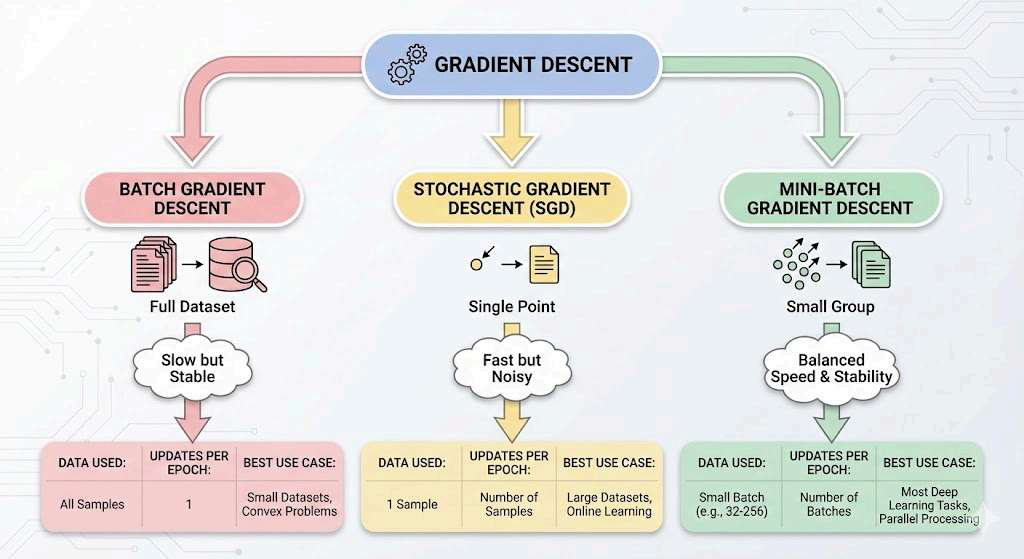 GRADIENT DESCENT
BATCH GRADIENT
DESCENT
Full Dataset
Slow but
Stable
DATA USED:
UPDATES PER
EPOCH:
BEST USE CASE:
All Samples
1
Small Datasets,
Convex Problems
STOCHASTIC GRADIENT
DESCENT (SGD)
Single Point
Fast but
Noisy
DATA USED:
UPDATES PER
EPOCH:
BEST USE CASE:
1 Sample
Number of
Samples
Large Datasets,
Online Learning
MINI-BATCH
GRADIENT DESCENT
Small Group
Balanced
Speed & Stability
DATA USED:
UPDATES PER
EPOCH:
BEST USE CASE:
Small Batch
(e.g., 32-256)
Number of
Batches
Most Deep
Learning Tasks,
Parallel Processing